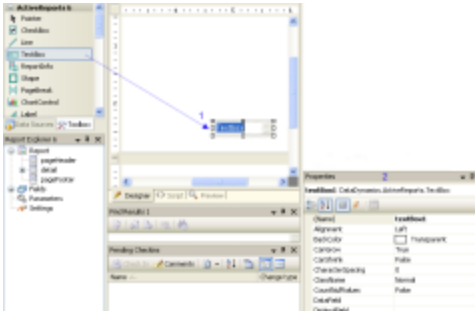 ActiveReports 6
Pointer
CheckBox
Line
TextBox
ReportInfo
Shape
PageBreak
ChartControl
Label
Data Sources
Toolbox
1
TextBox
Report Explorer
Report
pageHeader
detail
pageFooter
Fields
Parameters
Settings
Designer
Script
Preview
Find Results 1
Pending Checkins
Comments
Name
Change type
Properties
2
textBox1 DataDynamics.ActiveReports.TextBox
(Name) textBox1
Alignment Left
BackColor Transparent
CanGrow True
CanShrink False
CharacterSpacing 0
ClassName Normal
CountNullValues False
DataField